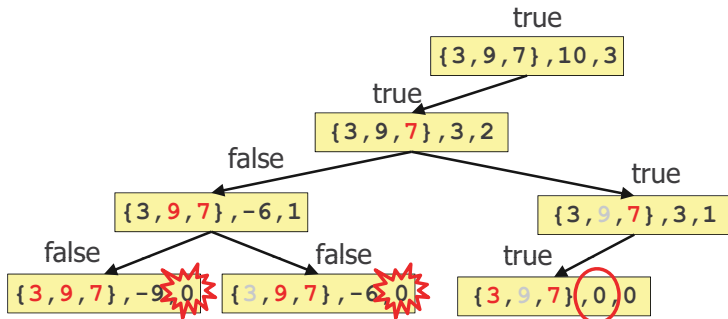 true
{3,9,7},10,3
true
{3,9,7},3,2
false
true
{3,9,7},-6,1
{3,9,7},3,1
false
false
true
{3,9,7},-9,0
{3,9,7},-6,0
{3,9,7},0,0